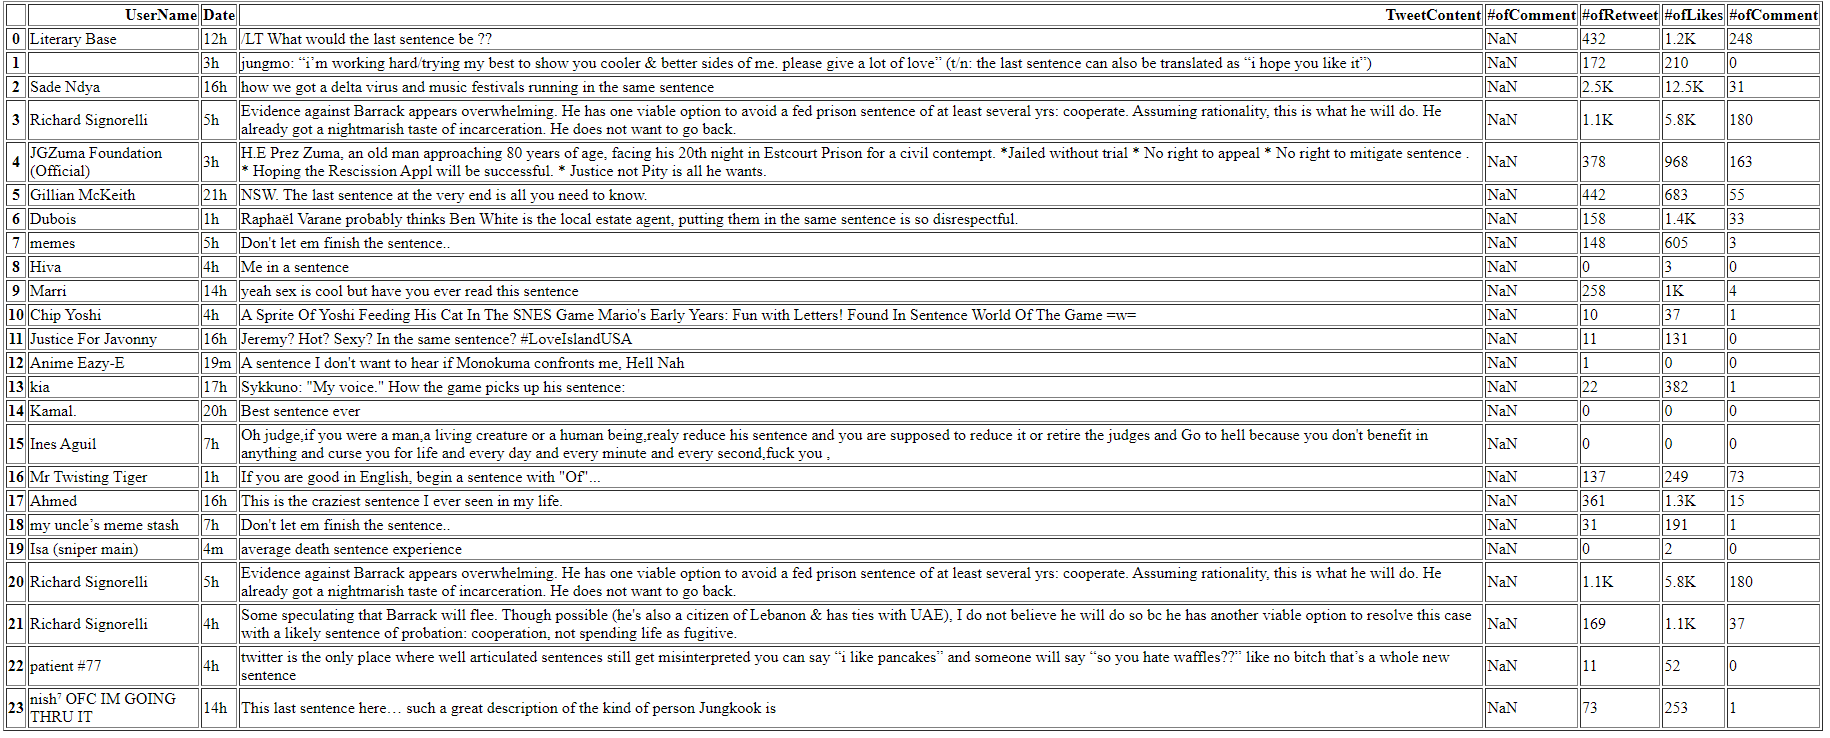 UserName Date TweetContent #ofComment #ofRetweet #ofLikes #ofComment
0 Literary Base 12h /LT What would the last sentence be ?? NaN 432 1.2K 248
1 3h jungmo: “i’m working hard/trying my best to show you cooler & better sides of me. please give a lot of love” (t/n: the last sentence can also be translated as “i hope you like it”) NaN 172 210 0
2 Sade Ndya 16h how we got a delta virus and music festivals running in the same sentence NaN 2.5K 12.5K 31
3 Richard Signorelli 5h Evidence against Barrack appears overwhelming. He has one viable option to avoid a fed prison sentence of at least several yrs: cooperate. Assuming rationality, this is what he will do. He
already got a nightmarish taste of incarceration. He does not want to go back. NaN 1.1K 5.8K 180
4 JGZuma Foundation
(Official) 3h H.E Prez Zuma, an old man approaching 80 years of age, facing his 20th night in Estcourt Prison for a civil contempt. *Jailed without trial * No right to appeal * No right to mitigate sentence .
* Hoping the Rescission Appl will be successful. * Justice not Pity is all he wants. NaN 378 968 163
5 Gillian McKeith 21h NSW. The last sentence at the very end is all you need to know. NaN 442 683 55
6 Dubois 1h Raphaël Varane probably thinks Ben White is the local estate agent, putting them in the same sentence is so disrespectful. NaN 158 1.4K 33
7 memes 5h Don't let em finish the sentence.. NaN 148 605 3
8 Hiva 4h Me in a sentence NaN 0 3 0
9 Marri 14h yeah sex is cool but have you ever read this sentence NaN 258 1K 4
10 Chip Yoshi 4h A Sprite Of Yoshi Feeding His Cat In The SNES Game Mario's Early Years: Fun with Letters! Found In Sentence World Of The Game =w= NaN 10 37 1
11 Justice For Javonny 16h Jeremy? Hot? Sexy? In the same sentence? #LoveIslandUSA NaN 11 131 0
12 Anime Eazy-E 19m A sentence I don't want to hear if Monokuma confronts me, Hell Nah NaN 1 0 0
13 kia 17h Sykkuno: "My voice." How the game picks up his sentence: NaN 22 382 1
14 Kamal. 20h Best sentence ever NaN 0 0 0
15 Ines Aguil 7h Oh judge,if you were a man,a living creature or a human being,realy reduce his sentence and you are supposed to reduce it or retire the judges and Go to hell because you don't benefit in
anything and curse you for life and every day and every minute and every second,fuck you , NaN 0 0 0
16 Mr Twisting Tiger 1h If you are good in English, begin a sentence with "Of"... NaN 137 249 73
17 Ahmed 16h This is the craziest sentence I ever seen in my life. NaN 361 1.3K 15
18 my uncle’s meme stash 7h Don't let em finish the sentence.. NaN 31 191 1
19 Isa (sniper main) 4m average death sentence experience NaN 0 2 0
20 Richard Signorelli 5h Evidence against Barrack appears overwhelming. He has one viable option to avoid a fed prison sentence of at least several yrs: cooperate. Assuming rationality, this is what he will do. He
already got a nightmarish taste of incarceration. He does not want to go back. NaN 1.1K 5.8K 180
21 Richard Signorelli 4h Some speculating that Barrack will flee. Though possible (he's also a citizen of Lebanon & has ties with UAE), I do not believe he will do so bc he has another viable option to resolve this case
with a likely sentence of probation: cooperation, not spending life as fugitive. NaN 169 1.1K 37
22 patient #77 4h twitter is the only place where well articulated sentences still get misinterpreted you can say “i like pancakes” and someone will say “so you hate waffles??” like no bitch that’s a whole new
sentence NaN 11 52 0
23 nish⁷ OFC IM GOING
THRU IT 14h This last sentence here… such a great description of the kind of person Jungkook is NaN 73 253 1